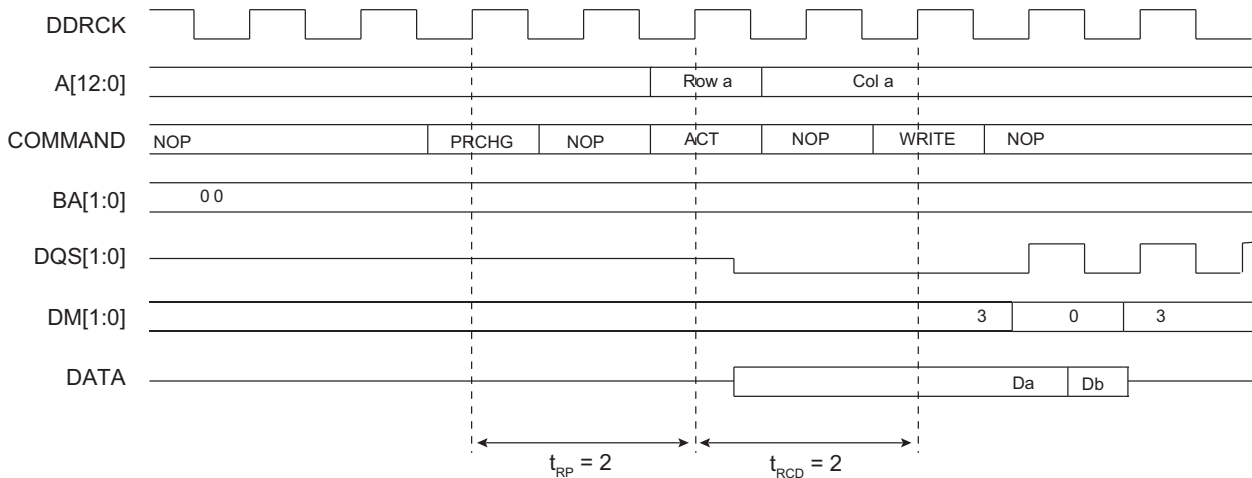 DDRCK
A[12:0] Row a Col a
COMMAND NOP PRCHG NOP ACT NOP WRITE NOP
BA[1:0] 0 0
DQS[1:0]
DM[1:0] 3 0 3
DATA Da Db
tRP = 2 tRCD = 2